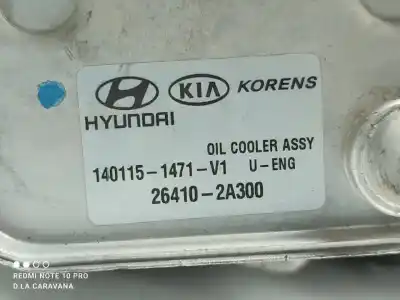 KIA KORENS
HYUNDAI
OIL COOLER ASSY
140115-1471-V1 U-ENG
26410-2A300
REDMI NOTE 10 PRO
D.LA CARAVANA